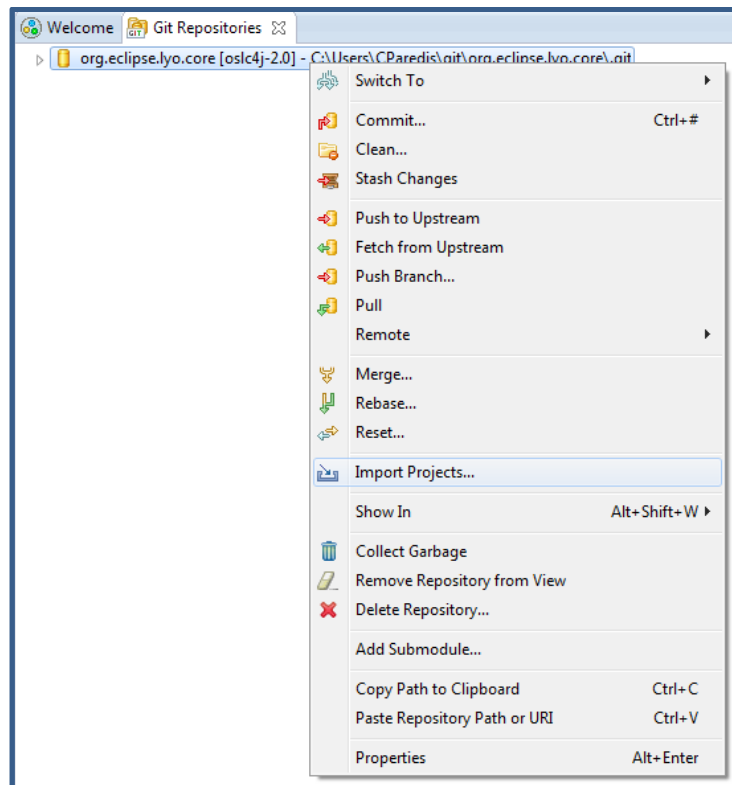 Welcome Git Repositories
org.eclipse.lyo.core [oslc4j-2.0] - C:\Users\CParedis\git\org.eclipse.lyo.core\.git
Switch To
Commit... Ctrl+#
Clean...
Stash Changes
Push to Upstream
Fetch from Upstream
Push Branch...
Pull
Remote
Merge...
Rebase...
Reset...
Import Projects...
Show In Alt+Shift+W
Collect Garbage
Remove Repository from View
Delete Repository...
Add Submodule...
Copy Path to Clipboard Ctrl+C
Paste Repository Path or URI Ctrl+V
Properties Alt+Enter